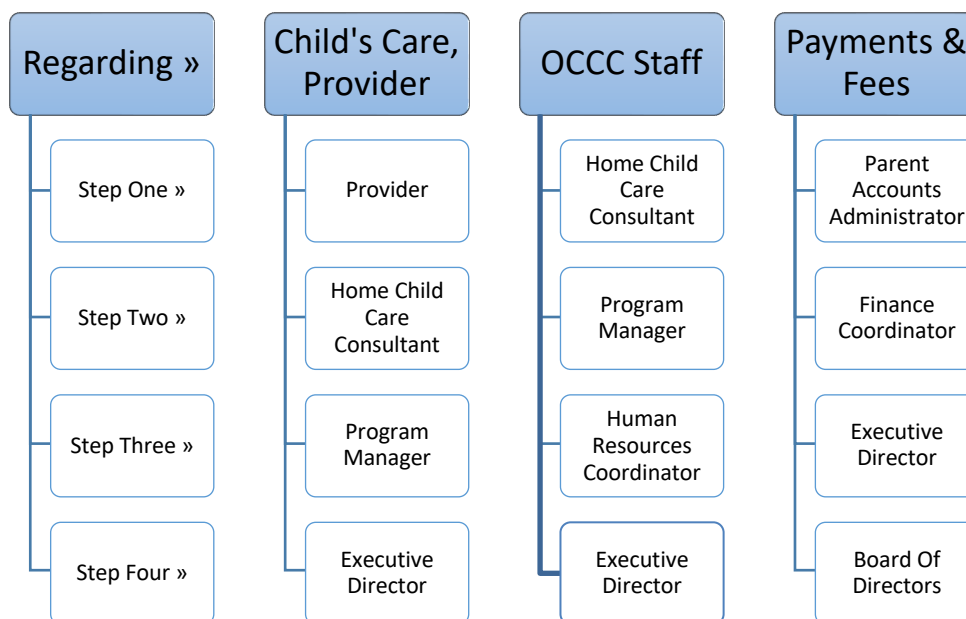 Regarding »
Step One »
Step Two »
Step Three »
Step Four »
Child's Care,
Provider
Provider
Home Child
Care
Consultant
Program
Manager
Executive
Director
OCCC Staff
Home Child
Care
Consultant
Program
Manager
Human
Resources
Coordinator
Executive
Director
Payments &
Fees
Parent
Accounts
Administrator
Finance
Coordinator
Executive
Director
Board Of
Directors